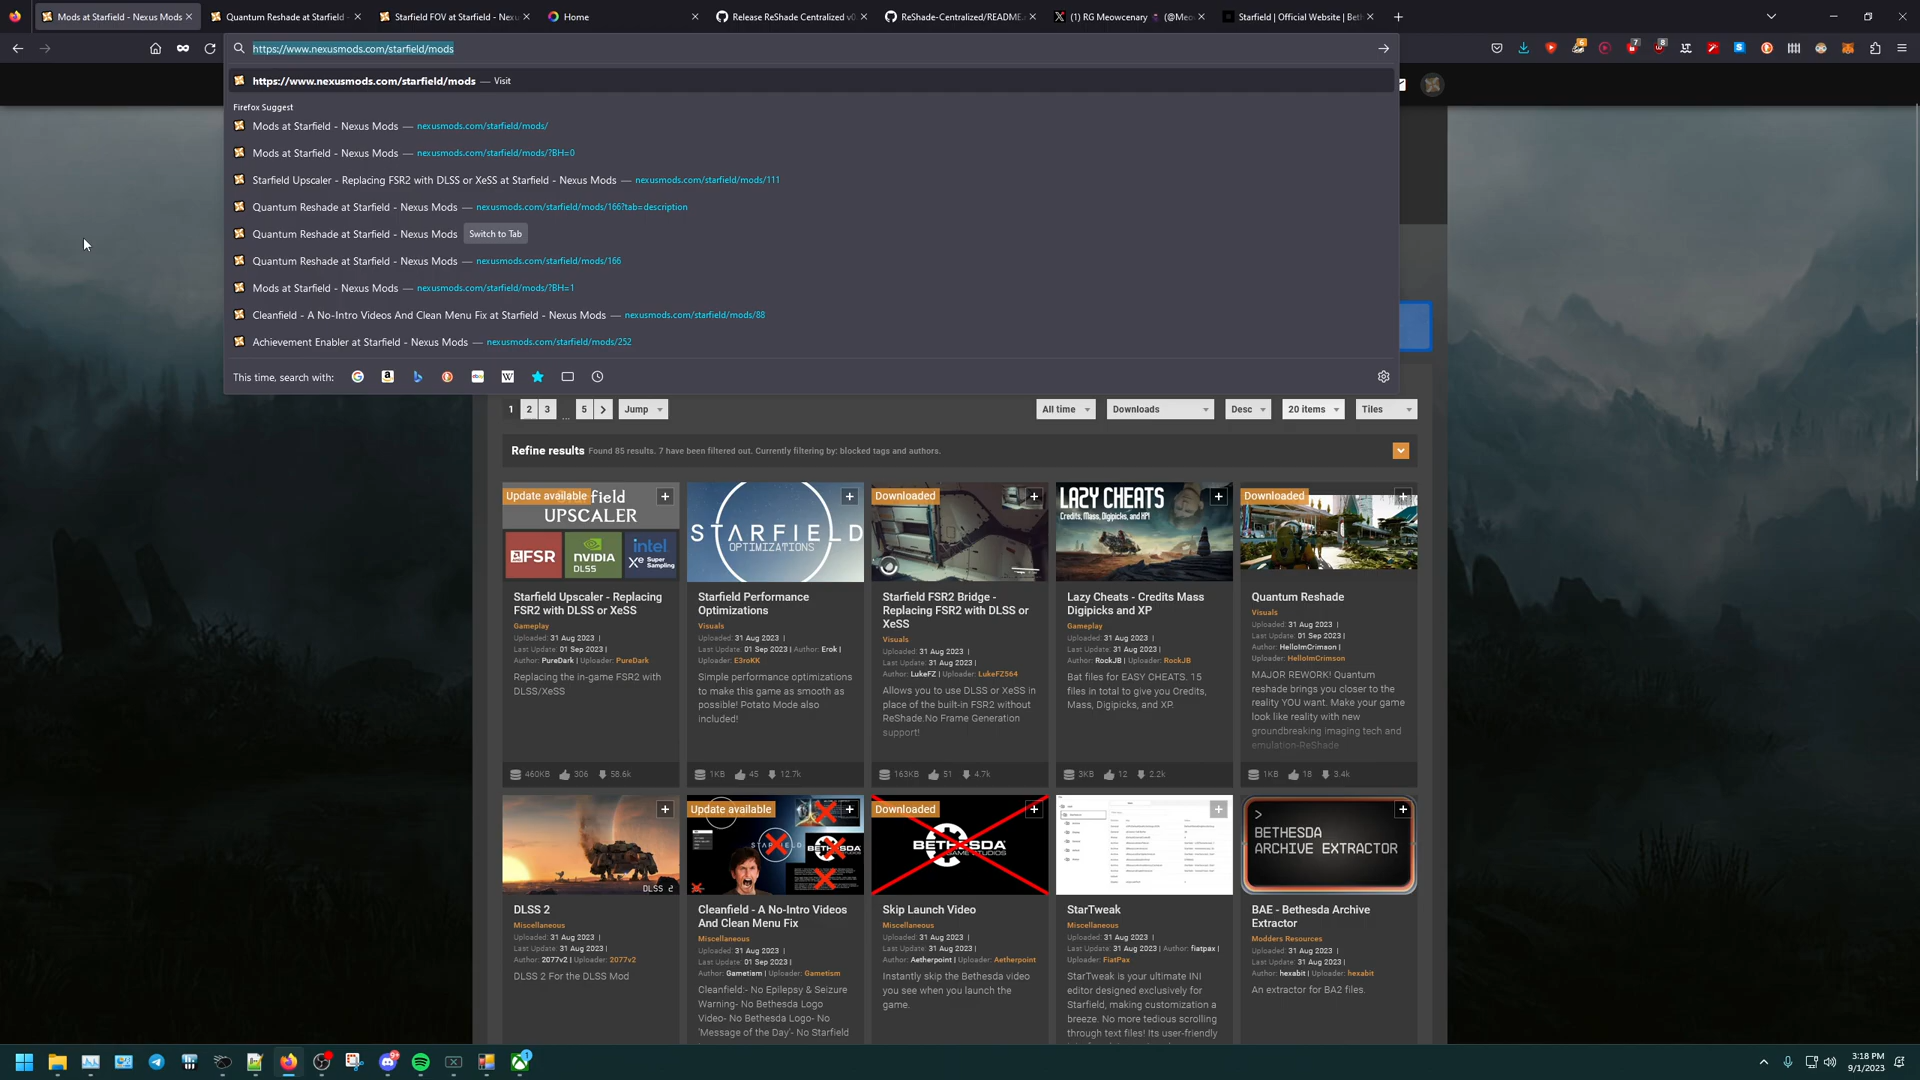 Mods at Starfield - Nexus Mods
Quantum Reshade at Starfield -
Starfield FOV at Starfield - Nex
Home
Release ReShade Centralized v0
ReShade-Centralized/README.
(1) RG Meowcenary
Starfield | Official Website | Bet
https://www.nexusmods.com/starfield/mods
https://www.nexusmods.com/starfield/mods — Visit
Firefox Suggest
Mods at Starfield - Nexus Mods — nexusmods.com/starfield/mods/
Mods at Starfield - Nexus Mods — nexusmods.com/starfield/mods/?BH=0
Starfield Upscaler - Replacing FSR2 with DLSS or XeSS at Starfield - Nexus Mods — nexusmods.com/starfield/mods/111
Quantum Reshade at Starfield - Nexus Mods — nexusmods.com/starfield/mods/166?tab=description
Quantum Reshade at Starfield - Nexus Mods Switch to Tab
Quantum Reshade at Starfield - Nexus Mods — nexusmods.com/starfield/mods/166
Mods at Starfield - Nexus Mods — nexusmods.com/starfield/mods/?BH=1
Cleanfield - A No-Intro Videos And Clean Menu Fix at Starfield - Nexus Mods — nexusmods.com/starfield/mods/88
Achievement Enabler at Starfield - Nexus Mods — nexusmods.com/starfield/mods/252
This time, search with:
1 2 3 ... 5 Jump All time Downloads Desc 20 items Tiles
Refine results Found 85 results. 7 have been filtered out. Currently filtering by: blocked tags and authors.
Update available
field
UPSCALER
FSR
NVIDIA
DLSS
intel
Xe Super
Sampling
Starfield Upscaler - Replacing
FSR2 with DLSS or XeSS
Gameplay
Uploaded: 31 Aug 2023 |
Last Update: 01 Sep 2023 |
Author: PureDark | Uploader: PureDark
Replacing the in-game FSR2 with
DLSS/XeSS
460KB 306 58.6k
STARFIELD
OPTIMIZATIONS
Starfield Performance
Optimizations
Visuals
Uploaded: 31 Aug 2023 |
Last Update: 01 Sep 2023 | Author: Erok |
Uploader: E3roKK
Simple performance optimizations
to make this game as smooth as
possible! Potato Mode also
included!
1KB 45 12.7k
Downloaded
Starfield FSR2 Bridge -
Replacing FSR2 with DLSS or
XeSS
Visuals
Uploaded: 31 Aug 2023 |
Last Update: 31 Aug 2023 |
Author: LukeFZ | Uploader: LukeFZ564
Allows you to use DLSS or XeSS in
place of the built-in FSR2 without
ReShade.No Frame Generation
support!
163KB 51 4.7k
LAZY CHEATS
Credits, Mass, Digipicks, and XP!
Lazy Cheats - Credits Mass
Digipicks and XP
Gameplay
Uploaded: 31 Aug 2023 |
Last Update: 31 Aug 2023 |
Author: RockJB | Uploader: RockJB
Bat files for EASY CHEATS. 15
files in total to give you Credits,
Mass, Digipicks, and XP.
3KB 12 2.2k
Downloaded
Quantum Reshade
Visuals
Uploaded: 31 Aug 2023 |
Last Update: 01 Sep 2023 |
Author: HelloImCrimson |
Uploader: HelloImCrimson
MAJOR REWORK! Quantum
reshade brings you closer to the
reality YOU want. Make your game
look like reality with new
groundbreaking imaging tech and
emulation-ReShade
1KB 18 3.4k
DLSS 2
DLSS 2
Miscellaneous
Uploaded: 31 Aug 2023 |
Last Update: 31 Aug 2023 |
Author: 2077v2 | Uploader: 2077v2
DLSS 2 For the DLSS Mod
Update available
STARFIELD
BETHESDA
GAME STUDIOS
Cleanfield - A No-Intro Videos
And Clean Menu Fix
Miscellaneous
Uploaded: 31 Aug 2023 |
Last Update: 01 Sep 2023 |
Author: Gametism | Uploader: Gametism
Cleanfield:- No Epilepsy & Seizure
Warning- No Bethesda Logo
Video- No Bethesda Logo- No
'Message of the Day'- No Starfield
Downloaded
BETHESDA
GAME STUDIOS
Skip Launch Video
Miscellaneous
Uploaded: 31 Aug 2023 |
Last Update: 31 Aug 2023 |
Author: Aetherpoint | Uploader: Aetherpoint
Instantly skip the Bethesda video
you see when you launch the
game.
StarTweak
Miscellaneous
Uploaded: 31 Aug 2023 |
Last Update: 31 Aug 2023 | Author: fiatpax |
Uploader: FiatPax
StarTweak is your ultimate INI
editor designed exclusively for
Starfield, making customization a
breeze. No more tedious scrolling
through text files! Its user-friendly
>
BETHESDA
ARCHIVE EXTRACTOR
BAE - Bethesda Archive
Extractor
Modders Resources
Uploaded: 31 Aug 2023 |
Last Update: 31 Aug 2023 |
Author: hexabit | Uploader: hexabit
An extractor for BA2 files.
3:18 PM
9/1/2023